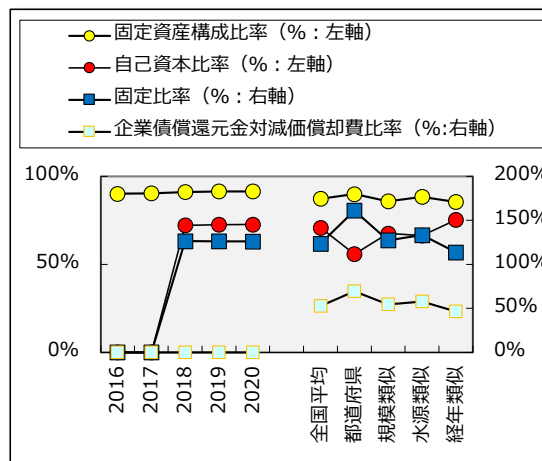 固定資産構成比率（%：左軸）
自己資本比率（%：左軸）
固定比率（%：右軸）
企業債償還元金対減価償却費比率（%:右軸）
100%
50%
0%
200%
150%
100%
50%
0%
2016
2017
2018
2019
2020
全国平均
都道府県
規模類似
水源類似
経年類似